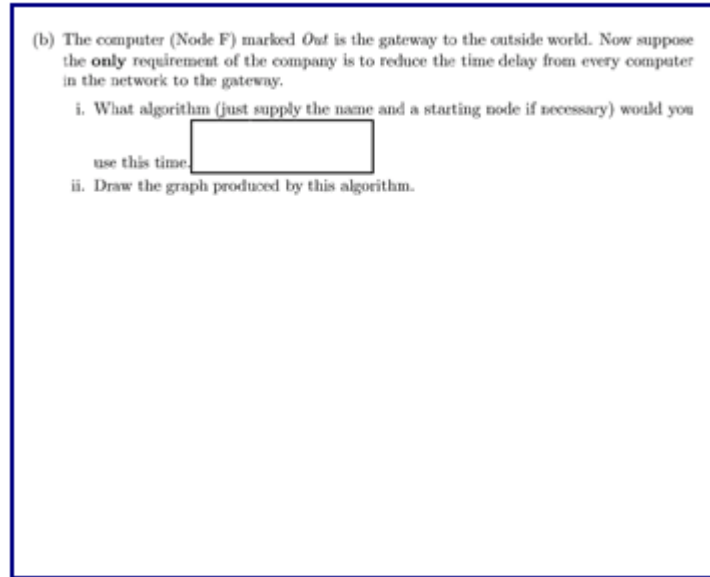 (b) The computer (Node F) marked Out is the gateway to the outside world. Now suppose
the only requirement of the company is to reduce the time delay from every computer
in the network to the gateway.
i. What algorithm (just supply the name and a starting node if necessary) would you
use this time.
ii. Draw the graph produced by this algorithm.